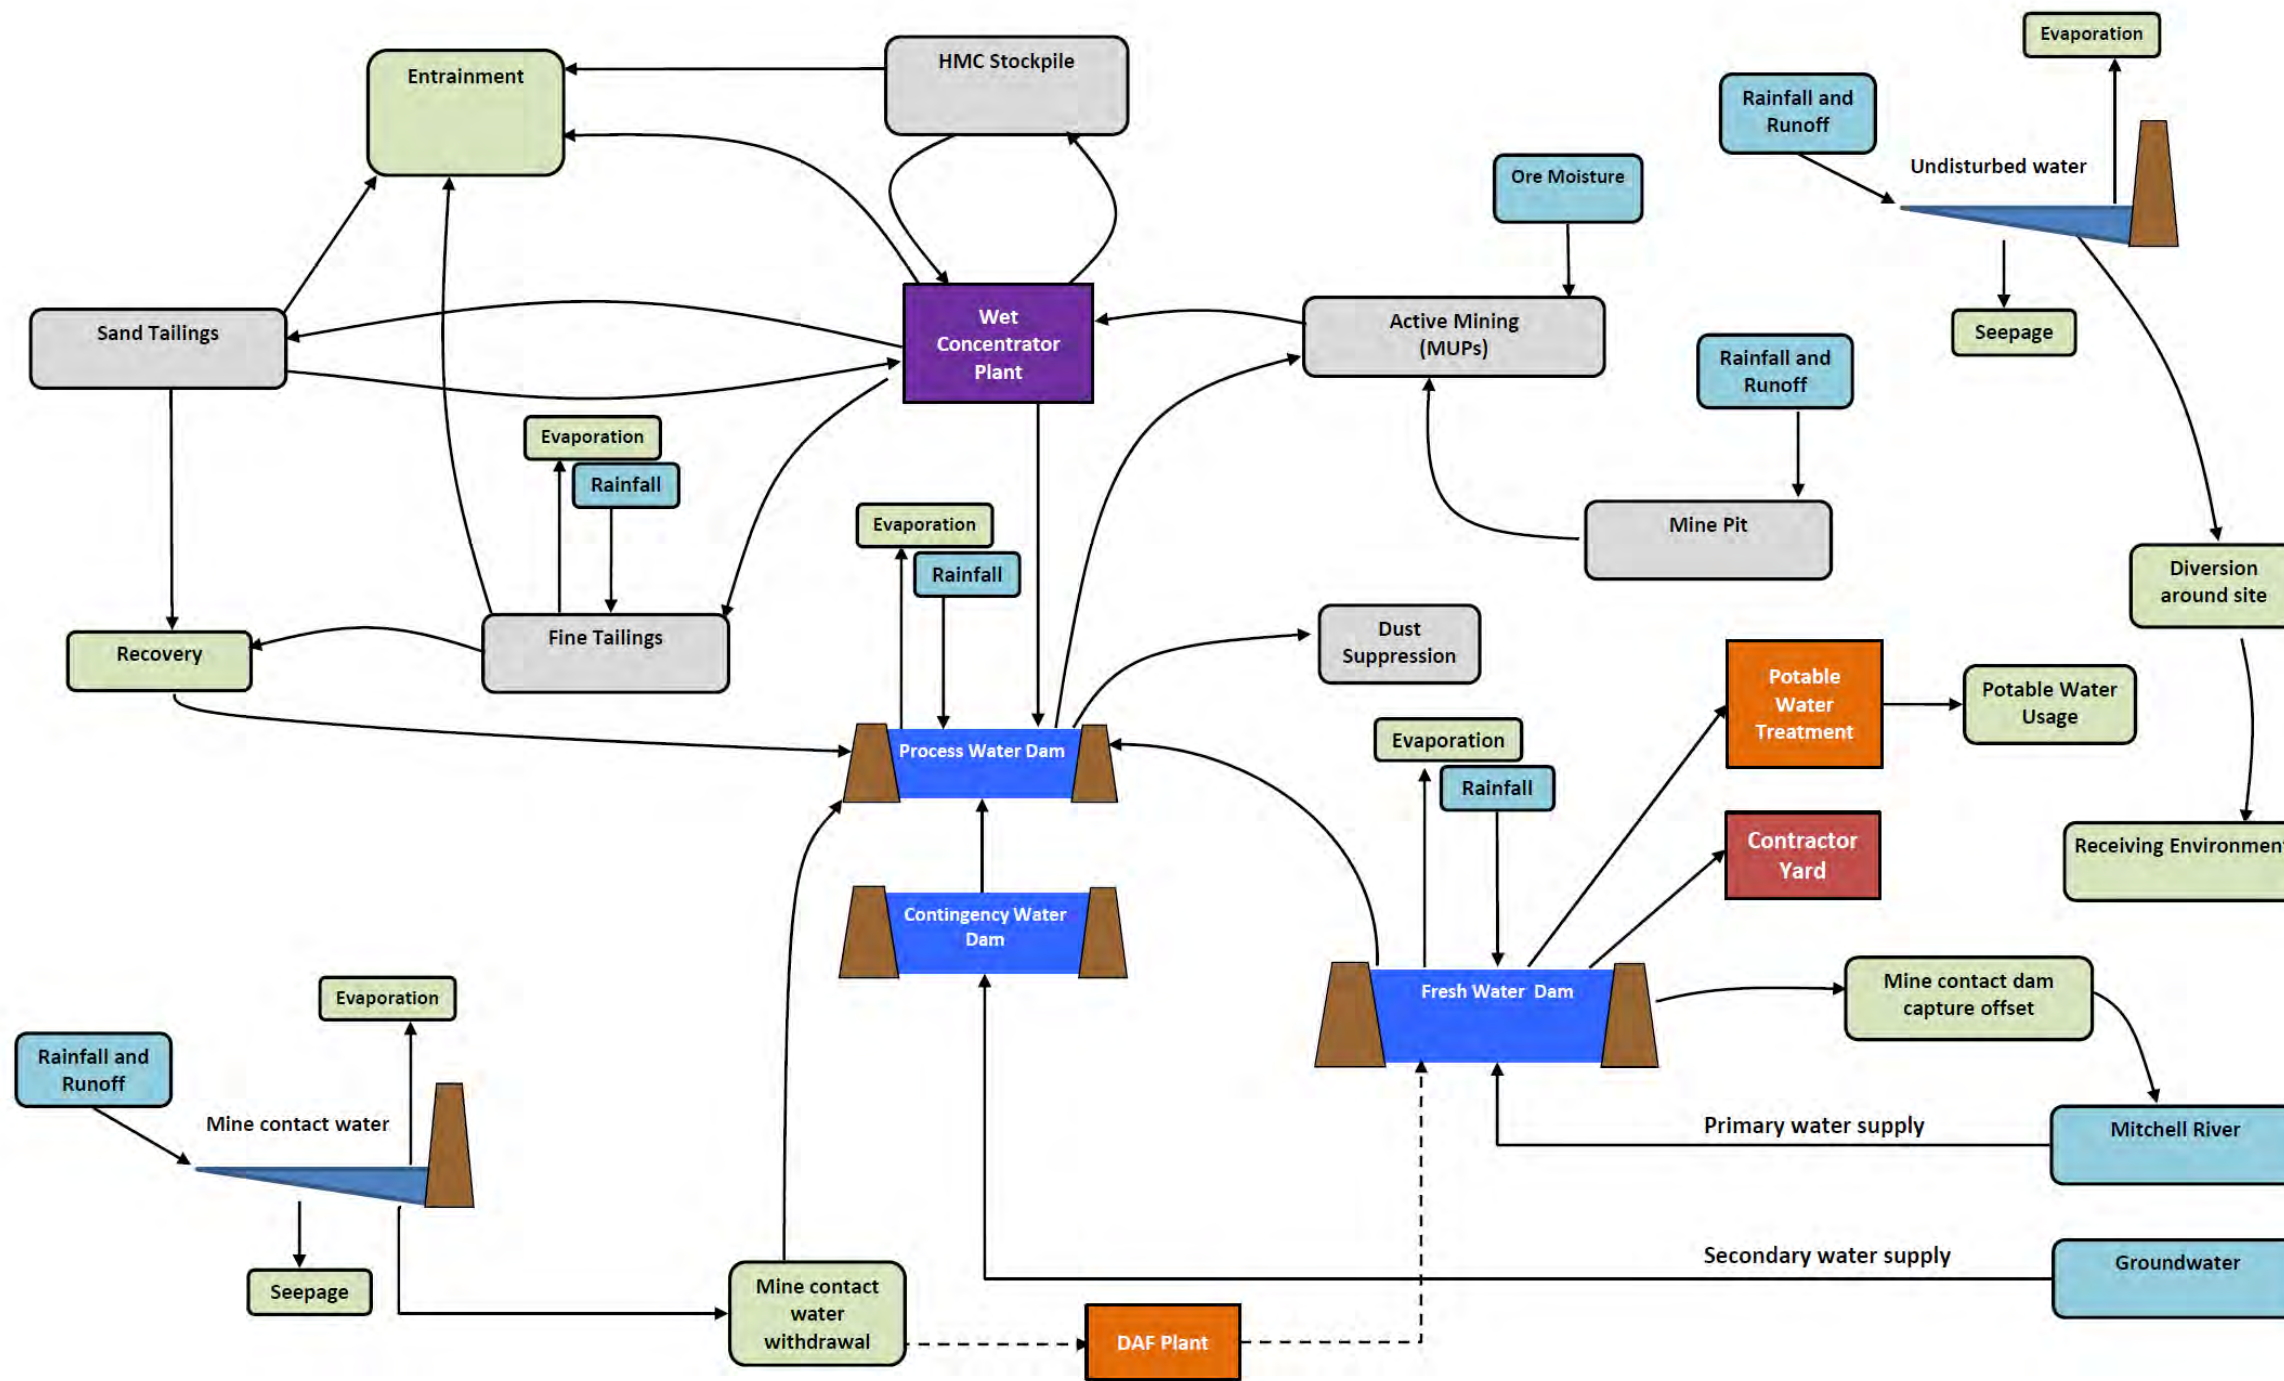 Evaporation
Entrainment
HMC Stockpile
Rainfall and
Runoff
Undisturbed water
Ore Moisture
Sand Tailings
Wet
Concentrator
Plant
Active Mining
(MUPs)
Seepage
Rainfall and
Runoff
Evaporation
Rainfall
Evaporation
Rainfall
Mine Pit
Diversion
around site
Fine Tailings
Recovery
Dust
Suppression
Potable
Water
Treatment
Potable Water
Usage
Process Water Dam
Evaporation
Rainfall
Contractor
Yard
Receiving Environment
Contingency Water
Dam
Fresh Water Dam
Mine contact dam
capture offset
Evaporation
Rainfall and
Runoff
Mine contact water
Primary water supply
Mitchell River
Secondary water supply
Groundwater
Seepage
Mine contact
water
withdrawal
DAF Plant